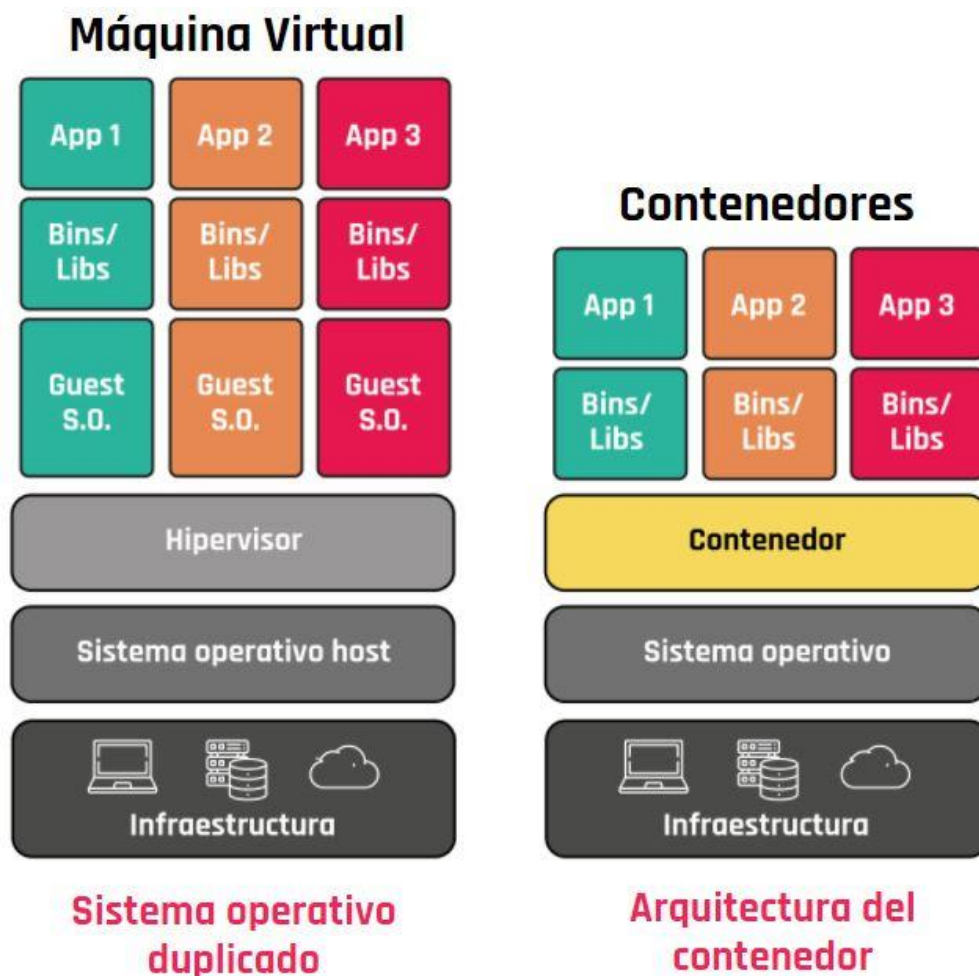 Máquina Virtual
App 1
App 2
App 3
Bins/
Libs
Bins/
Libs
Bins/
Libs
Guest
S.O.
Guest
S.O.
Guest
S.O.
Hipervisor
Sistema operativo host
Infraestructura
Sistema operativo
duplicado
Contenedores
App 1
App 2
App 3
Bins/
Libs
Bins/
Libs
Bins/
Libs
Contenedor
Sistema operativo
Infraestructura
Arquitectura del
contenedor